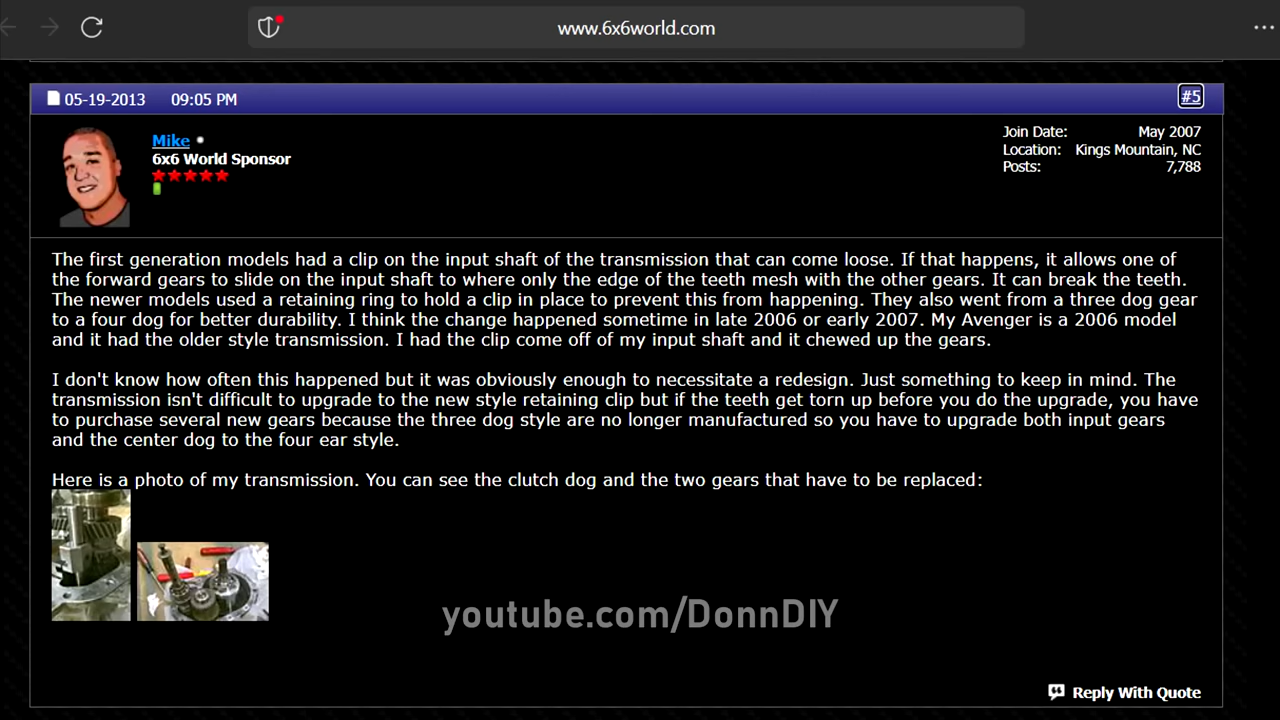 www.6x6world.com
05-19-2013 09:05 PM #5
Mike
6x6 World Sponsor
Join Date: May 2007
Location: Kings Mountain, NC
Posts: 7,788
The first generation models had a clip on the input shaft of the transmission that can come loose. If that happens, it allows one of
the forward gears to slide on the input shaft to where only the edge of the teeth mesh with the other gears. It can break the teeth.
The newer models used a retaining ring to hold a clip in place to prevent this from happening. They also went from a three dog gear
to a four dog for better durability. I think the change happened sometime in late 2006 or early 2007. My Avenger is a 2006 model
and it had the older style transmission. I had the clip come off of my input shaft and it chewed up the gears.
I don't know how often this happened but it was obviously enough to necessitate a redesign. Just something to keep in mind. The
transmission isn't difficult to upgrade to the new style retaining clip but if the teeth get torn up before you do the upgrade, you have
to purchase several new gears because the three dog style are no longer manufactured so you have to upgrade both input gears
and the center dog to the four ear style.
Here is a photo of my transmission. You can see the clutch dog and the two gears that have to be replaced:
youtube.com/DonnDIY
Reply With Quote